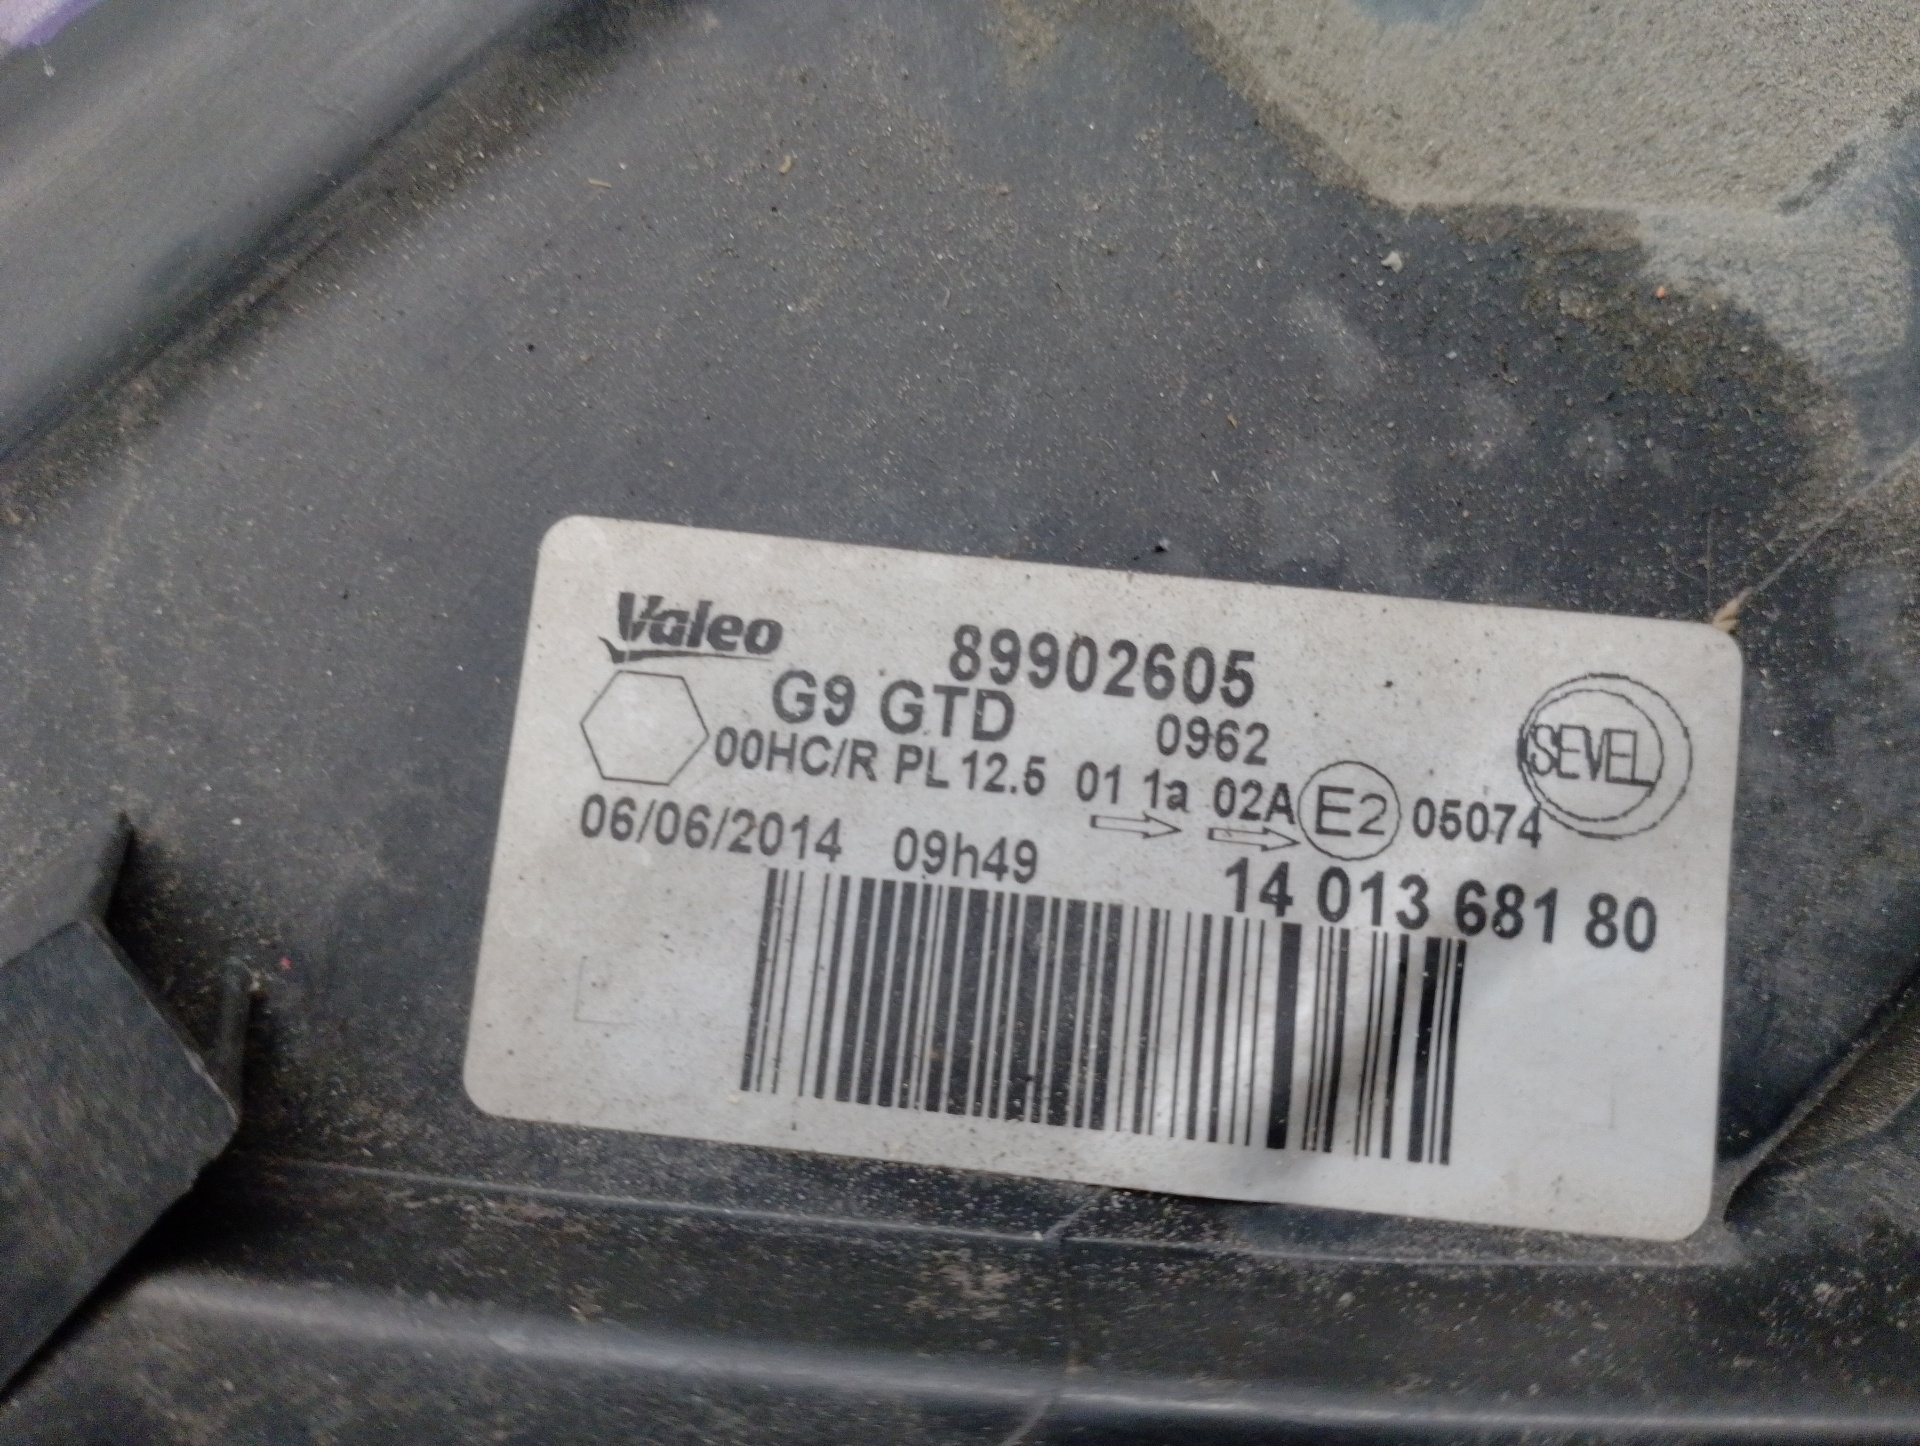 Valeo 89902605
G9 GTD 0962 SEVEL
00HC/R PL 12.5 01 1a 02A E2 05074
06/06/2014 09h49
14 013 681 80